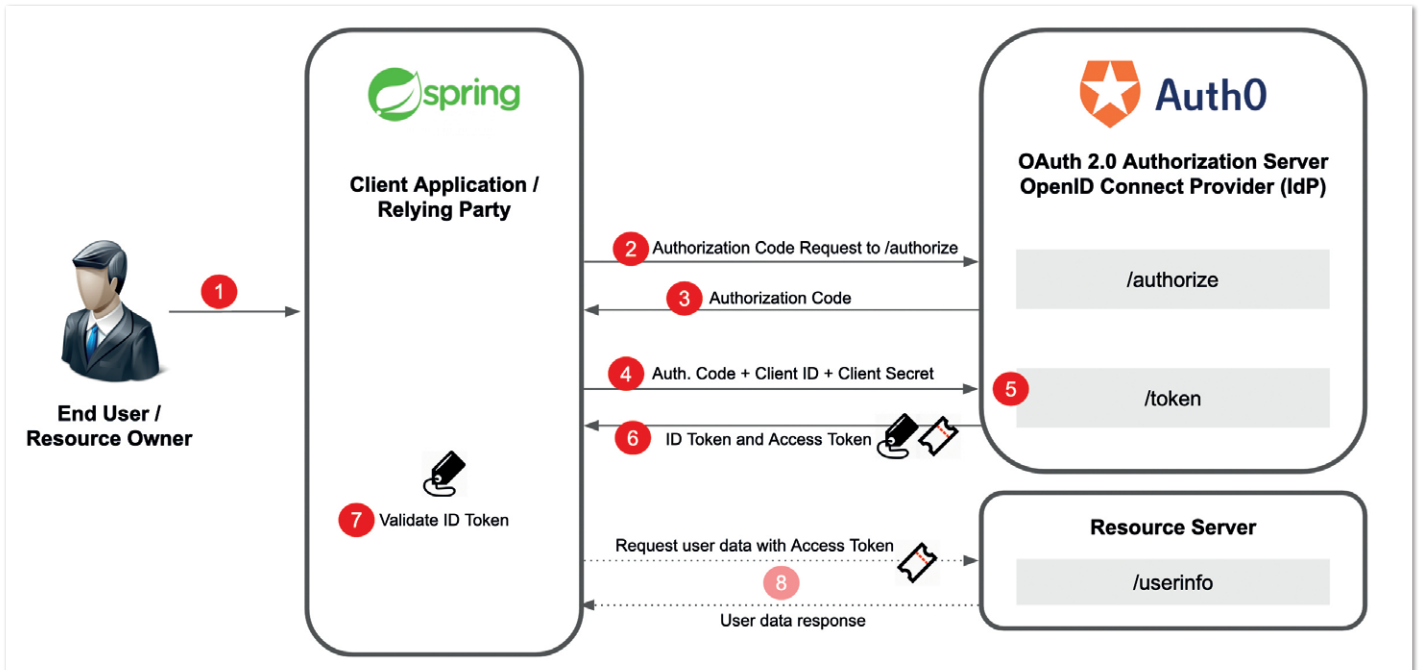 spring
Client Application /
Relying Party
Auth0
OAuth 2.0 Authorization Server
OpenID Connect Provider (IdP)
1
End User /
Resource Owner
2 Authorization Code Request to /authorize
/authorize
3 Authorization Code
4 Auth. Code + Client ID + Client Secret
5 /token
6 ID Token and Access Token
7 Validate ID Token
Resource Server
Request user data with Access Token
8
/userinfo
User data response